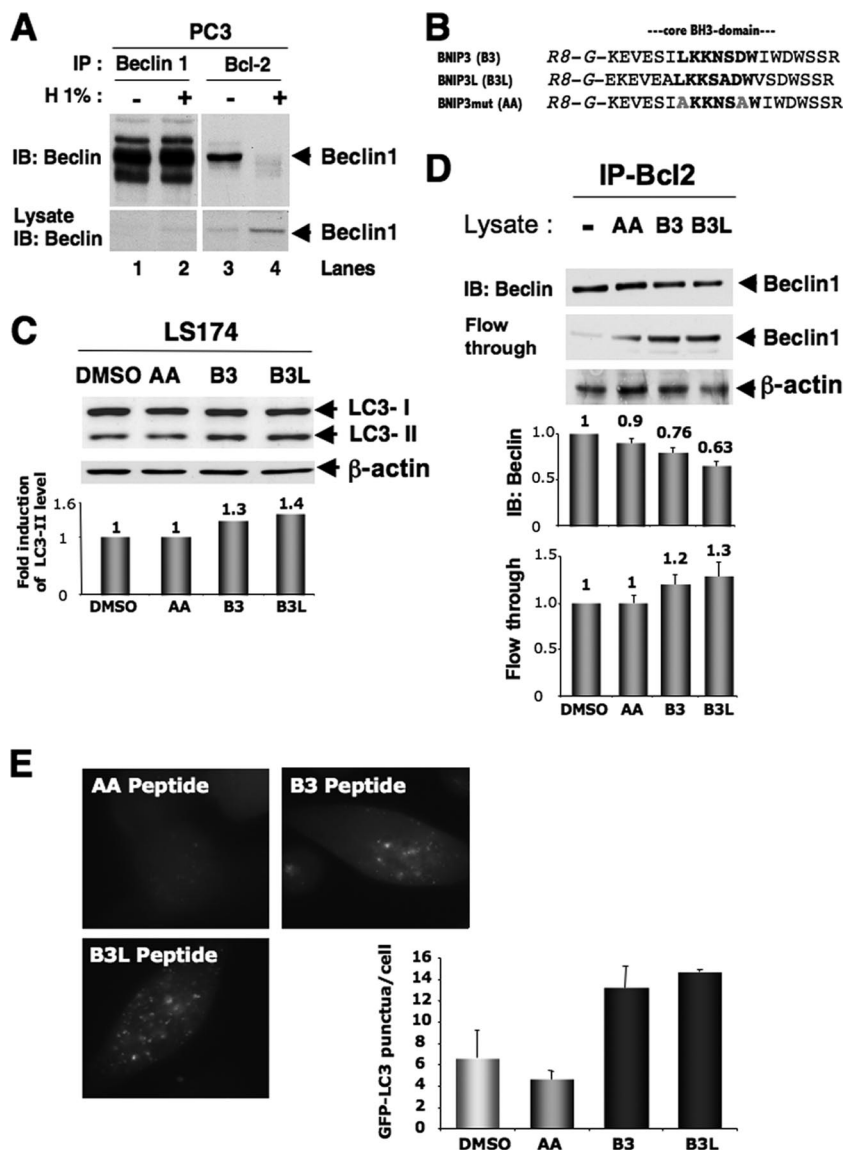 A
PC3
IP : Beclin 1 Bcl-2
H 1% : - + - +
IB: Beclin Beclin1
Lysate
IB: Beclin Beclin1
1 2 3 4 Lanes
B
---core BH3-domain---
BNIP3 (B3) R8-G-KEVESILKKNSDWIWDWSSR
BNIP3L (B3L) R8-G-EKEVEALKKSADWVSDWSSR
BNIP3mut (AA) R8-G-KEVESIAKKNSAWIWDWSSR
C
LS174
DMSO AA B3 B3L
LC3- I
LC3- II
β-actin
Fold induction
of LC3-II level
1.6
1
0
1 1 1.3 1.4
DMSO AA B3 B3L
D
IP-Bcl2
Lysate : - AA B3 B3L
IB: Beclin Beclin1
Flow
through Beclin1
β-actin
IB: Beclin
1.0
0.5
0
1 0.9 0.76 0.63
Flow through
1.5
1.0
0.5
0
1 1 1.2 1.3
DMSO AA B3 B3L
E
AA Peptide
B3 Peptide
B3L Peptide
GFP-LC3 punctua/cell
16
14
12
10
8
6
4
2
0
DMSO AA B3 B3L